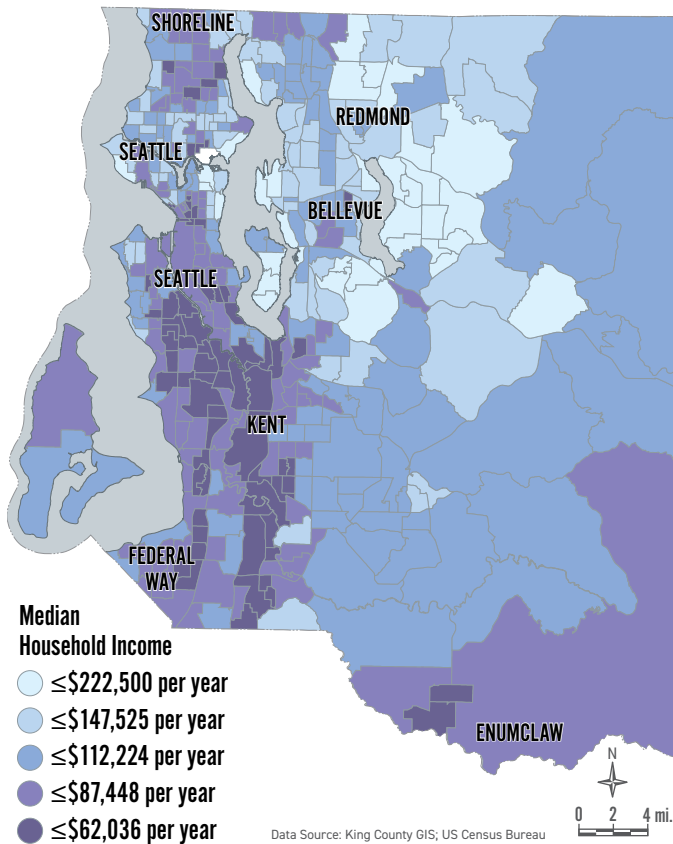 SHORELINE
REDMOND
SEATTLE
BELLEVUE
SEATTLE
KENT
FEDERAL
WAY
Median
Household Income
≤$222,500 per year
≤$147,525 per year
≤$112,224 per year
≤$87,448 per year
≤$62,036 per year
ENUMCLAW
N
0 2 4 mi.
Data Source: King County GIS; US Census Bureau